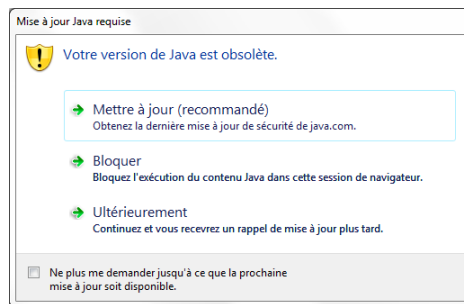 Mise à jour Java requise
Votre version de Java est obsolète.
Mettre à jour (recommandé)
Obtenez la dernière mise à jour de sécurité de java.com.
Bloquer
Bloquez l'exécution du contenu Java dans cette session de navigateur.
Ultérieurement
Continuez et vous recevrez un rappel de mise à jour plus tard.
Ne plus me demander jusqu'à ce que la prochaine
mise à jour soit disponible.